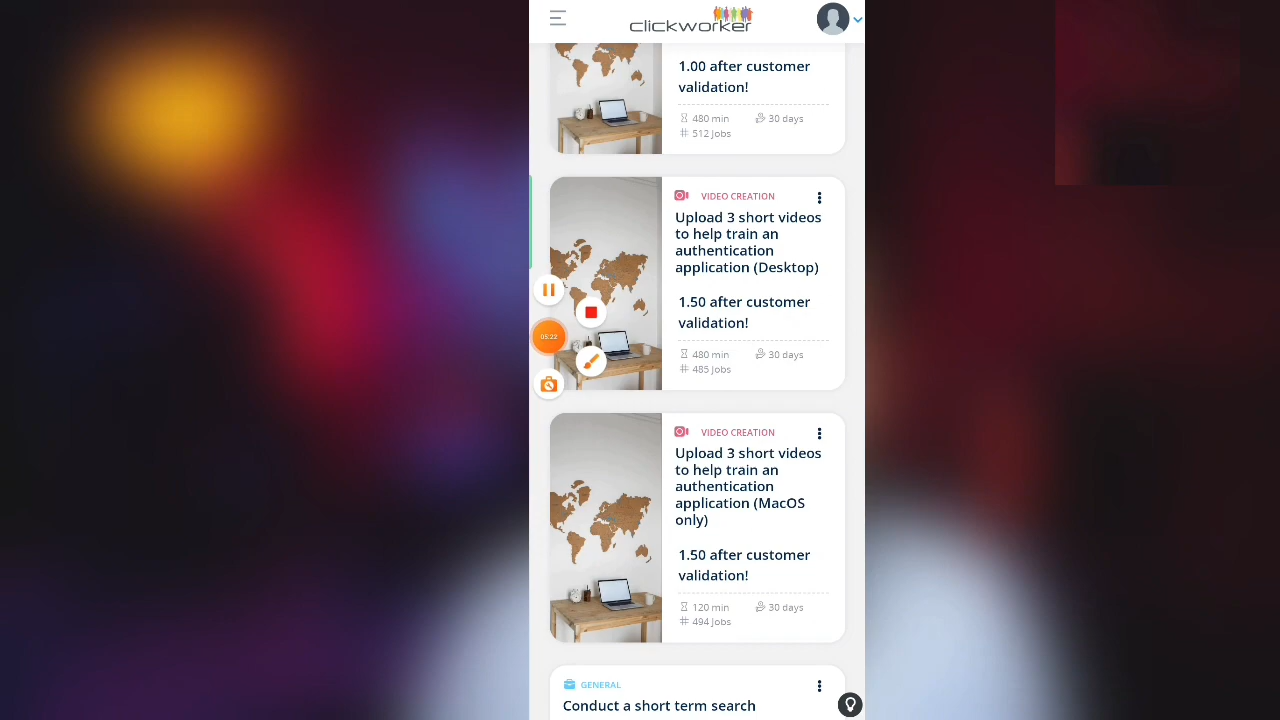 clickworker
1.00 after customer
validation!
480 min 30 days
512 Jobs
VIDEO CREATION
Upload 3 short videos
to help train an
authentication
application (Desktop)
1.50 after customer
validation!
480 min 30 days
485 Jobs
05:22
VIDEO CREATION
Upload 3 short videos
to help train an
authentication
application (MacOS
only)
1.50 after customer
validation!
120 min 30 days
494 Jobs
GENERAL
Conduct a short term search